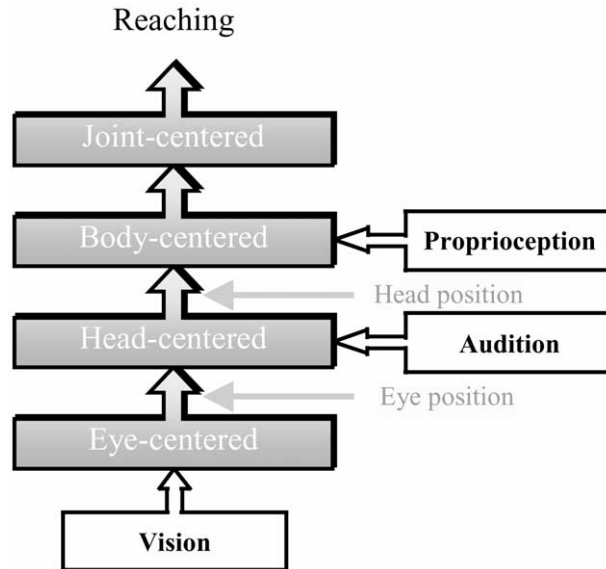 Reaching
Joint-centered
Body-centered
Proprioception
Head position
Head-centered
Audition
Eye position
Eye-centered
Vision